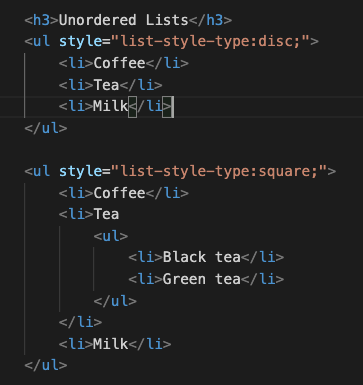 <h3>Unordered Lists</h3>
<ul style="list-style-type:disc;">
    <li>Coffee</li>
    <li>Tea</li>
    <li>Milk</li>
</ul>

<ul style="list-style-type:square;">
    <li>Coffee</li>
    <li>Tea
        <ul>
            <li>Black tea</li>
            <li>Green tea</li>
        </ul>
    </li>
    <li>Milk</li>
</ul>